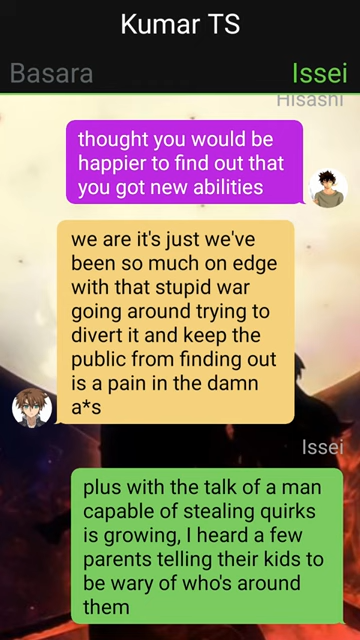 Kumar TS
Basara
Issei
Hisashi
thought you would be
happier to find out that
you got new abilities
we are it's just we've
been so much on edge
with that stupid war
going around trying to
divert it and keep the
public from finding out
is a pain in the damn
a*s
Issei
plus with the talk of a man
capable of stealing quirks
is growing, I heard a few
parents telling their kids to
be wary of who's around
them